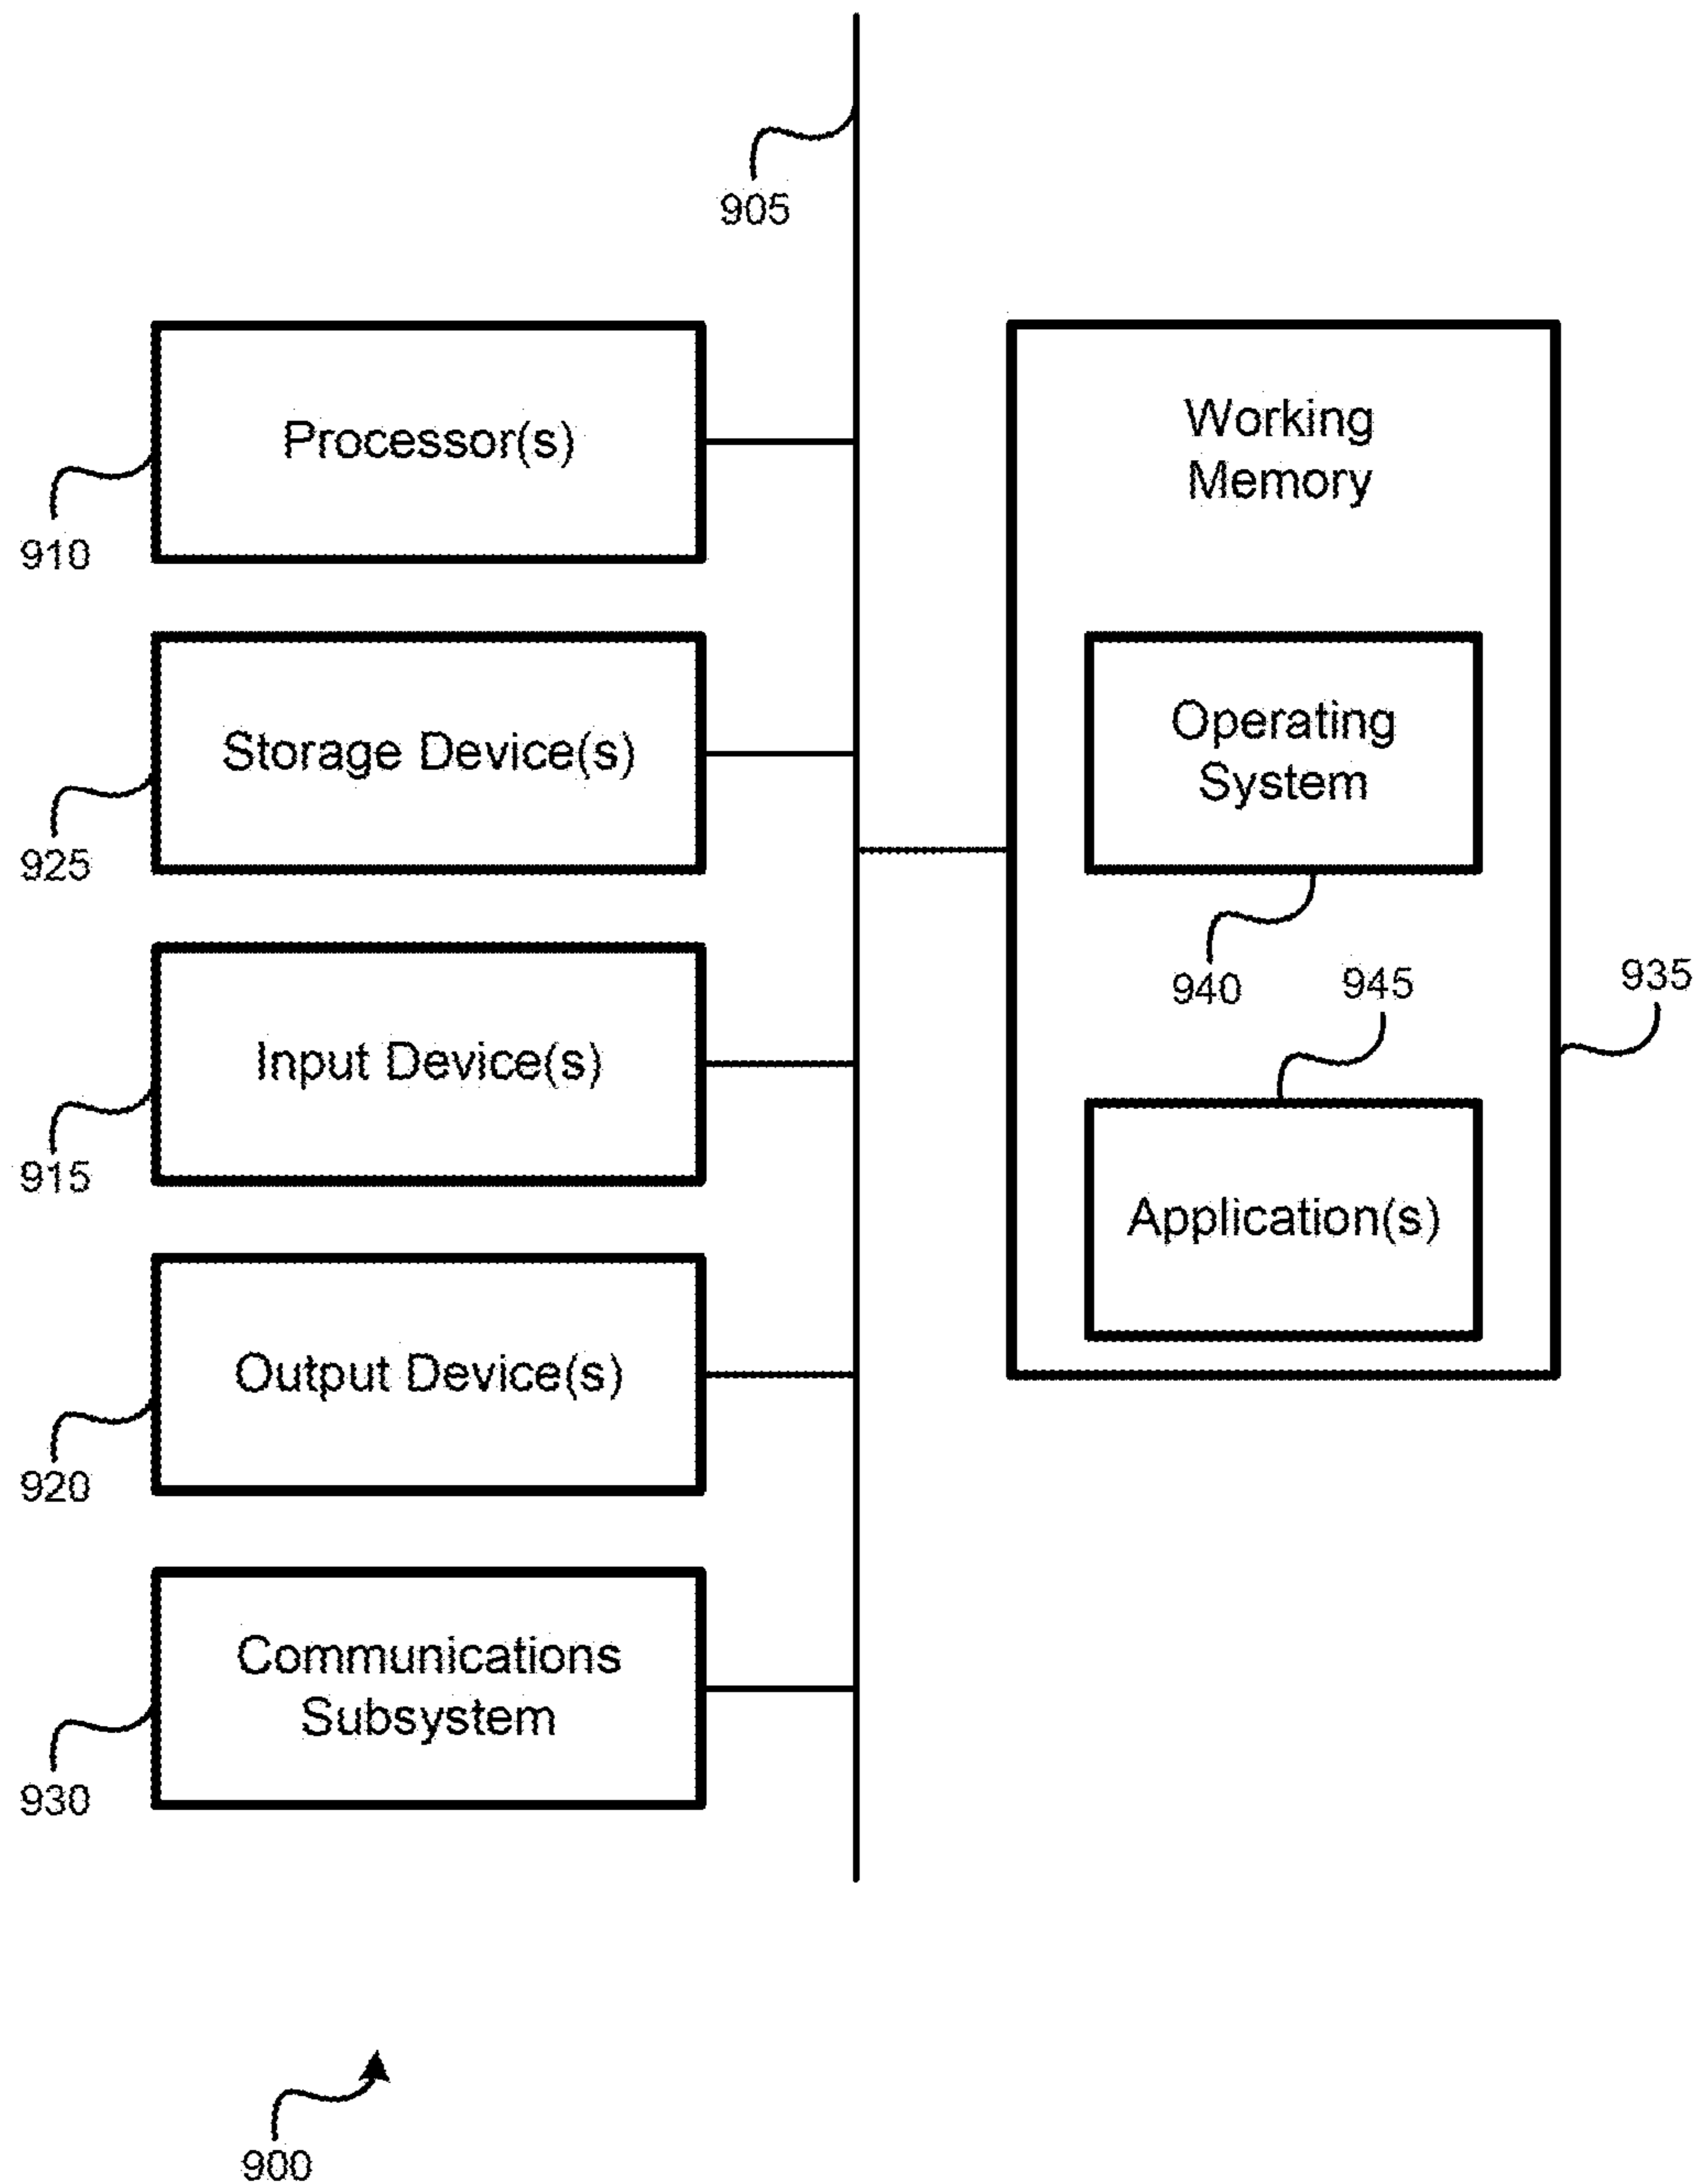 905
Processor(s)
910
Working
Memory
Storage Device(s)
925
Operating
System
940
945
935
Input Device(s)
915
Application(s)
Output Device(s)
920
Communications
Subsystem
930
900